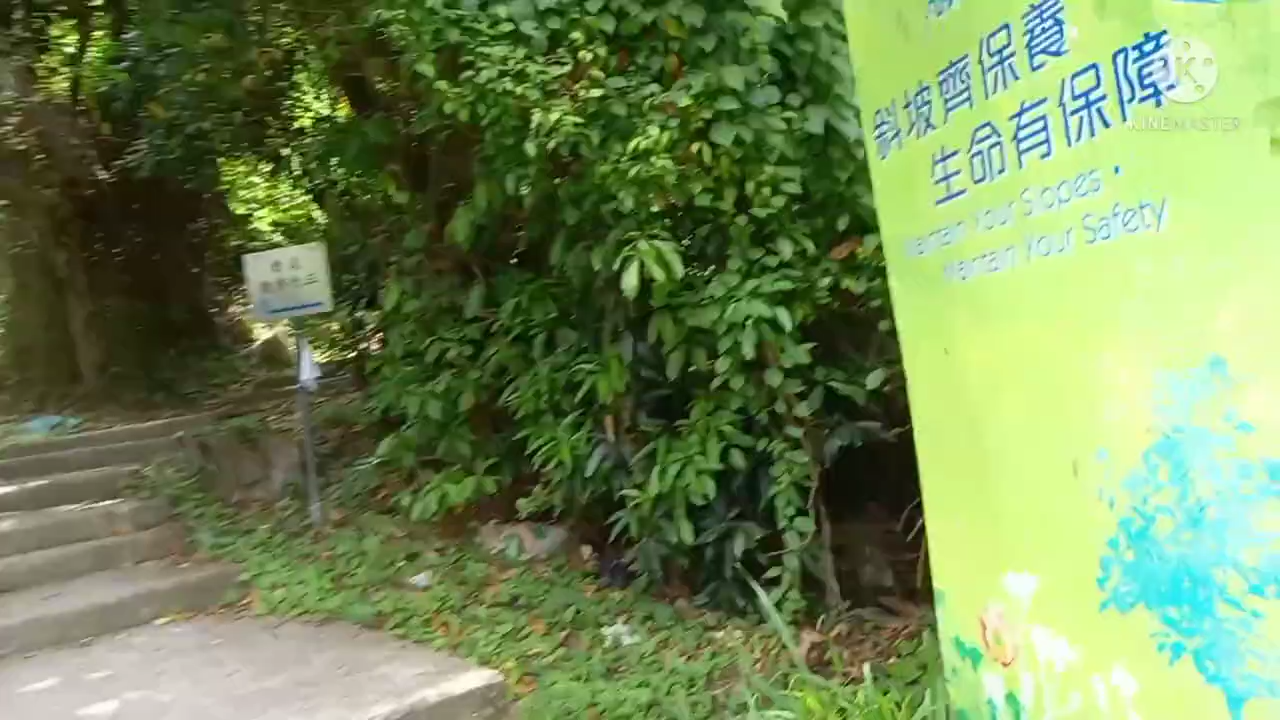 斜坡齊保養
生命有保障
Maintain Your Slopes .
Maintain Your Safety
KINEMASTER